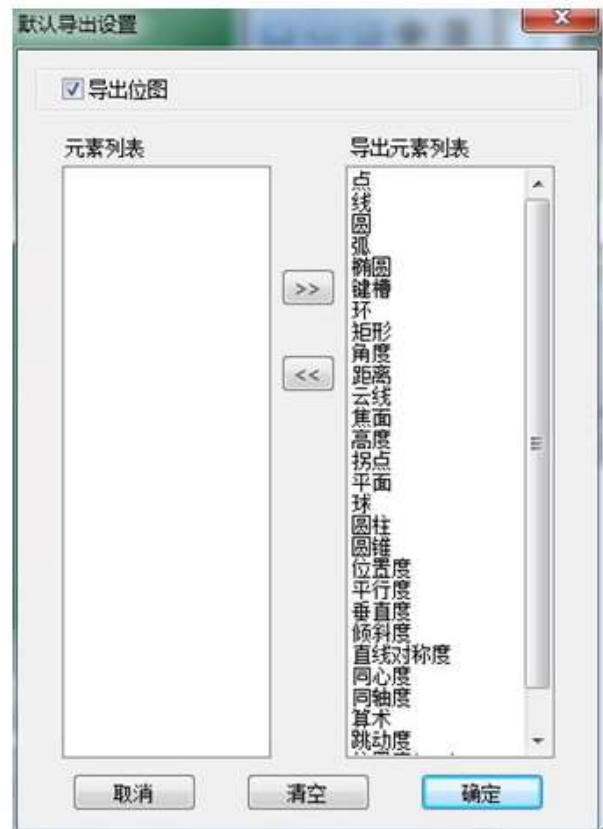 默认导出设置
导出位图
元素列表
导出元素列表
点
线
圆
弧
椭圆
>>
键槽
环
矩形
角度
<<
距离
云线
焦面
高度
拐点
平面
球
圆柱
圆锥
位置度
平行度
垂直度
倾斜度
直线对称度
同心度
同轴度
算术
跳动度
取消
清空
确定